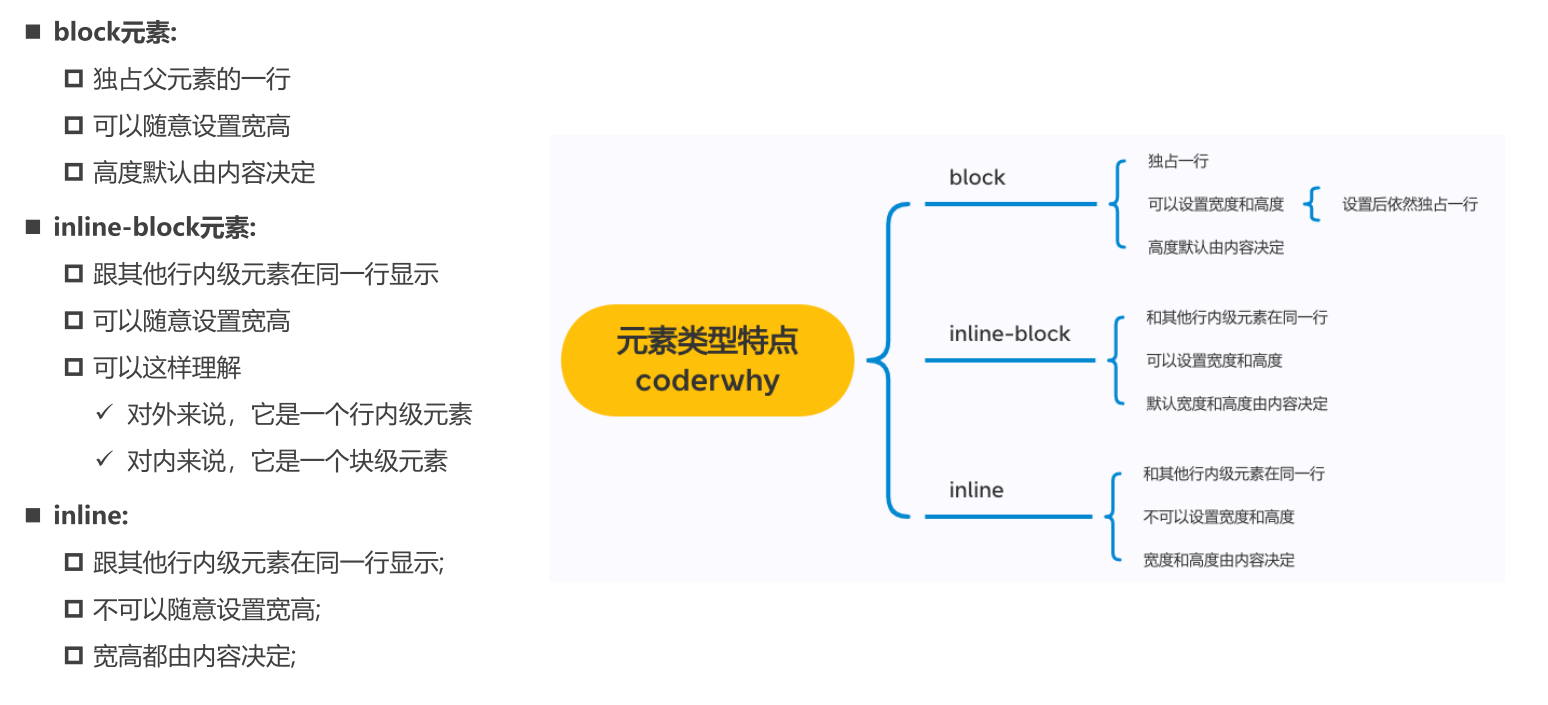 block元素:
独占父元素的一行
可以随意设置宽高
高度默认由内容决定
inline-block元素:
跟其他行内级元素在同一行显示
可以随意设置宽高
可以这样理解
对外来说，它是一个行内级元素
对内来说，它是一个块级元素
inline:
跟其他行内级元素在同一行显示;
不可以随意设置宽高;
宽高都由内容决定;
元素类型特点
coderwhy
block
独占一行
可以设置宽度和高度
设置后依然独占一行
高度默认由内容决定
inline-block
和其他行内级元素在同一行
可以设置宽度和高度
默认宽度和高度由内容决定
inline
和其他行内级元素在同一行
不可以设置宽度和高度
宽度和高度由内容决定